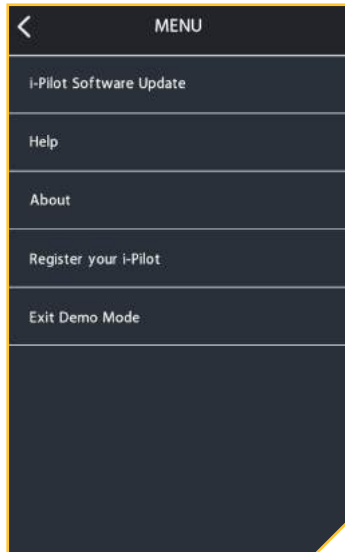 MENU
i-Pilot Software Update
Help
About
Register your i-Pilot
Exit Demo Mode